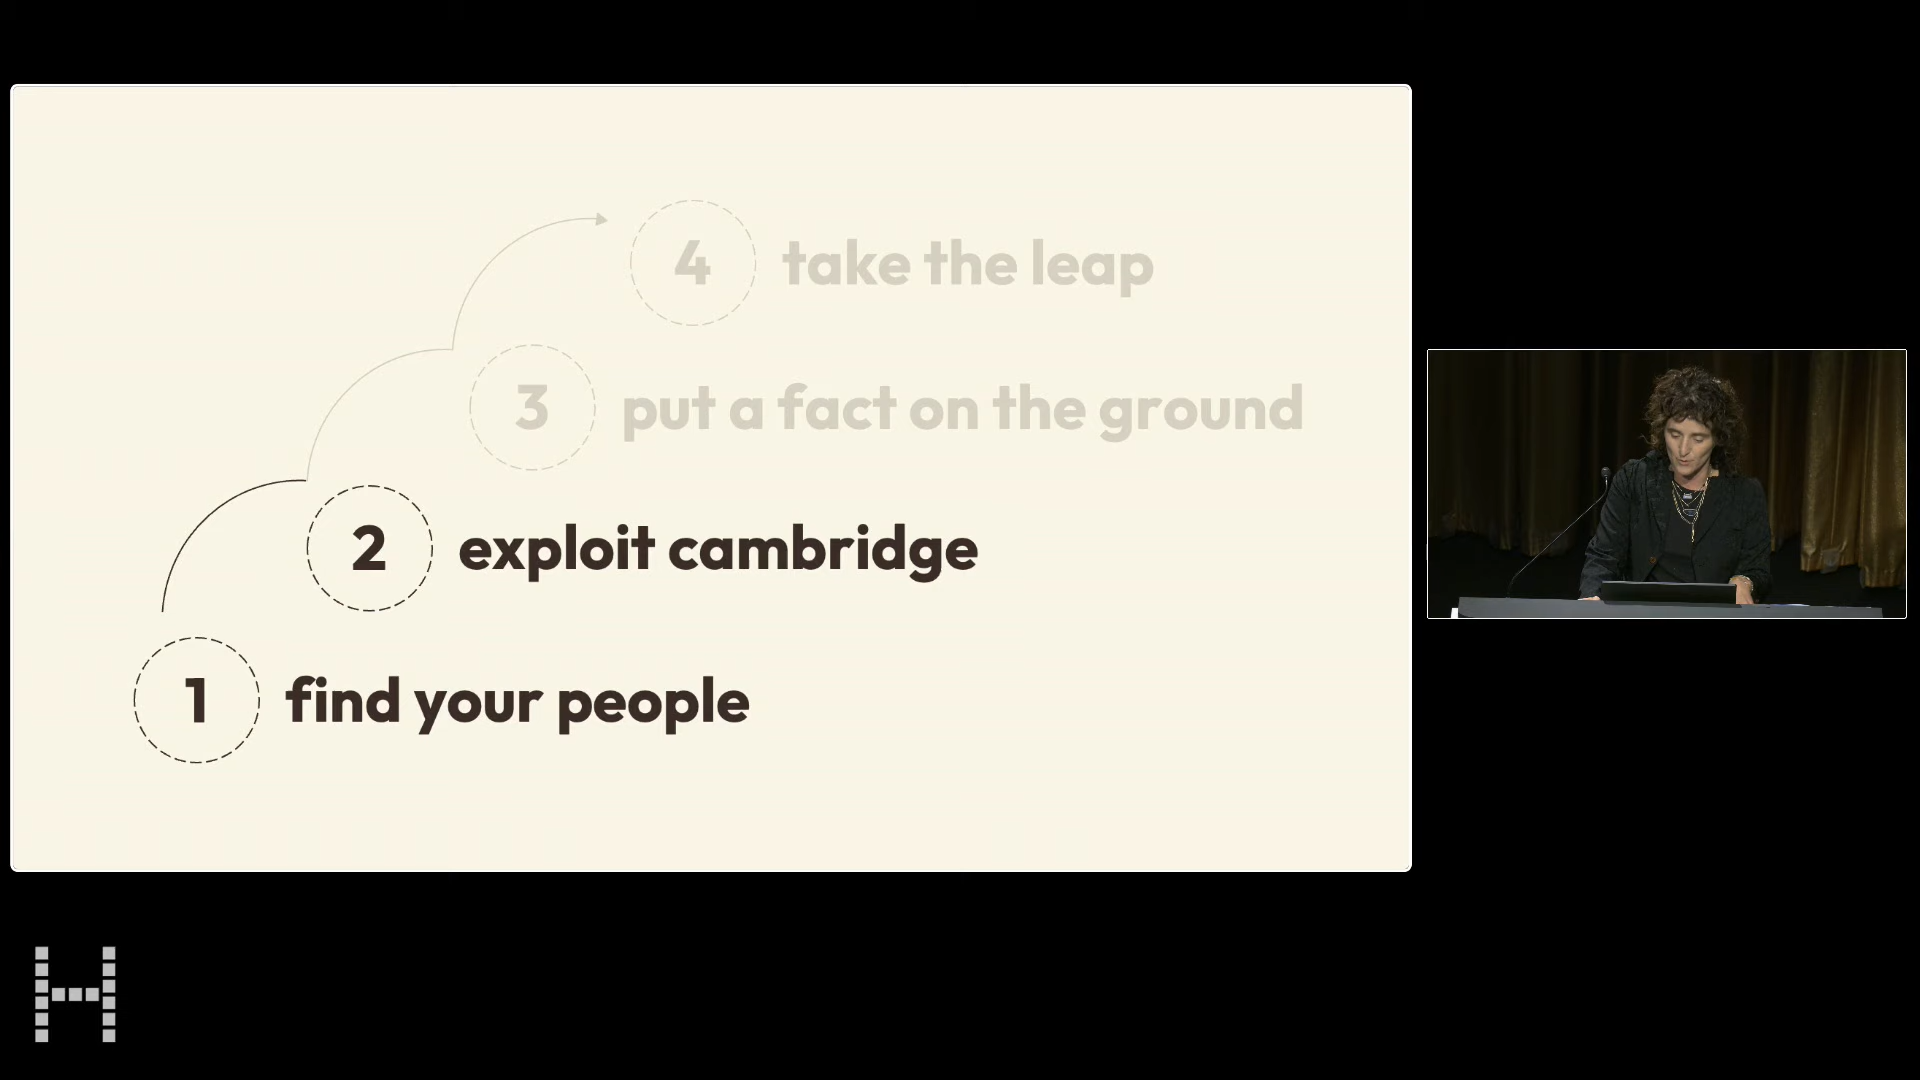 4 take the leap
3 put a fact on the ground
2 exploit cambridge
1 find your people
H